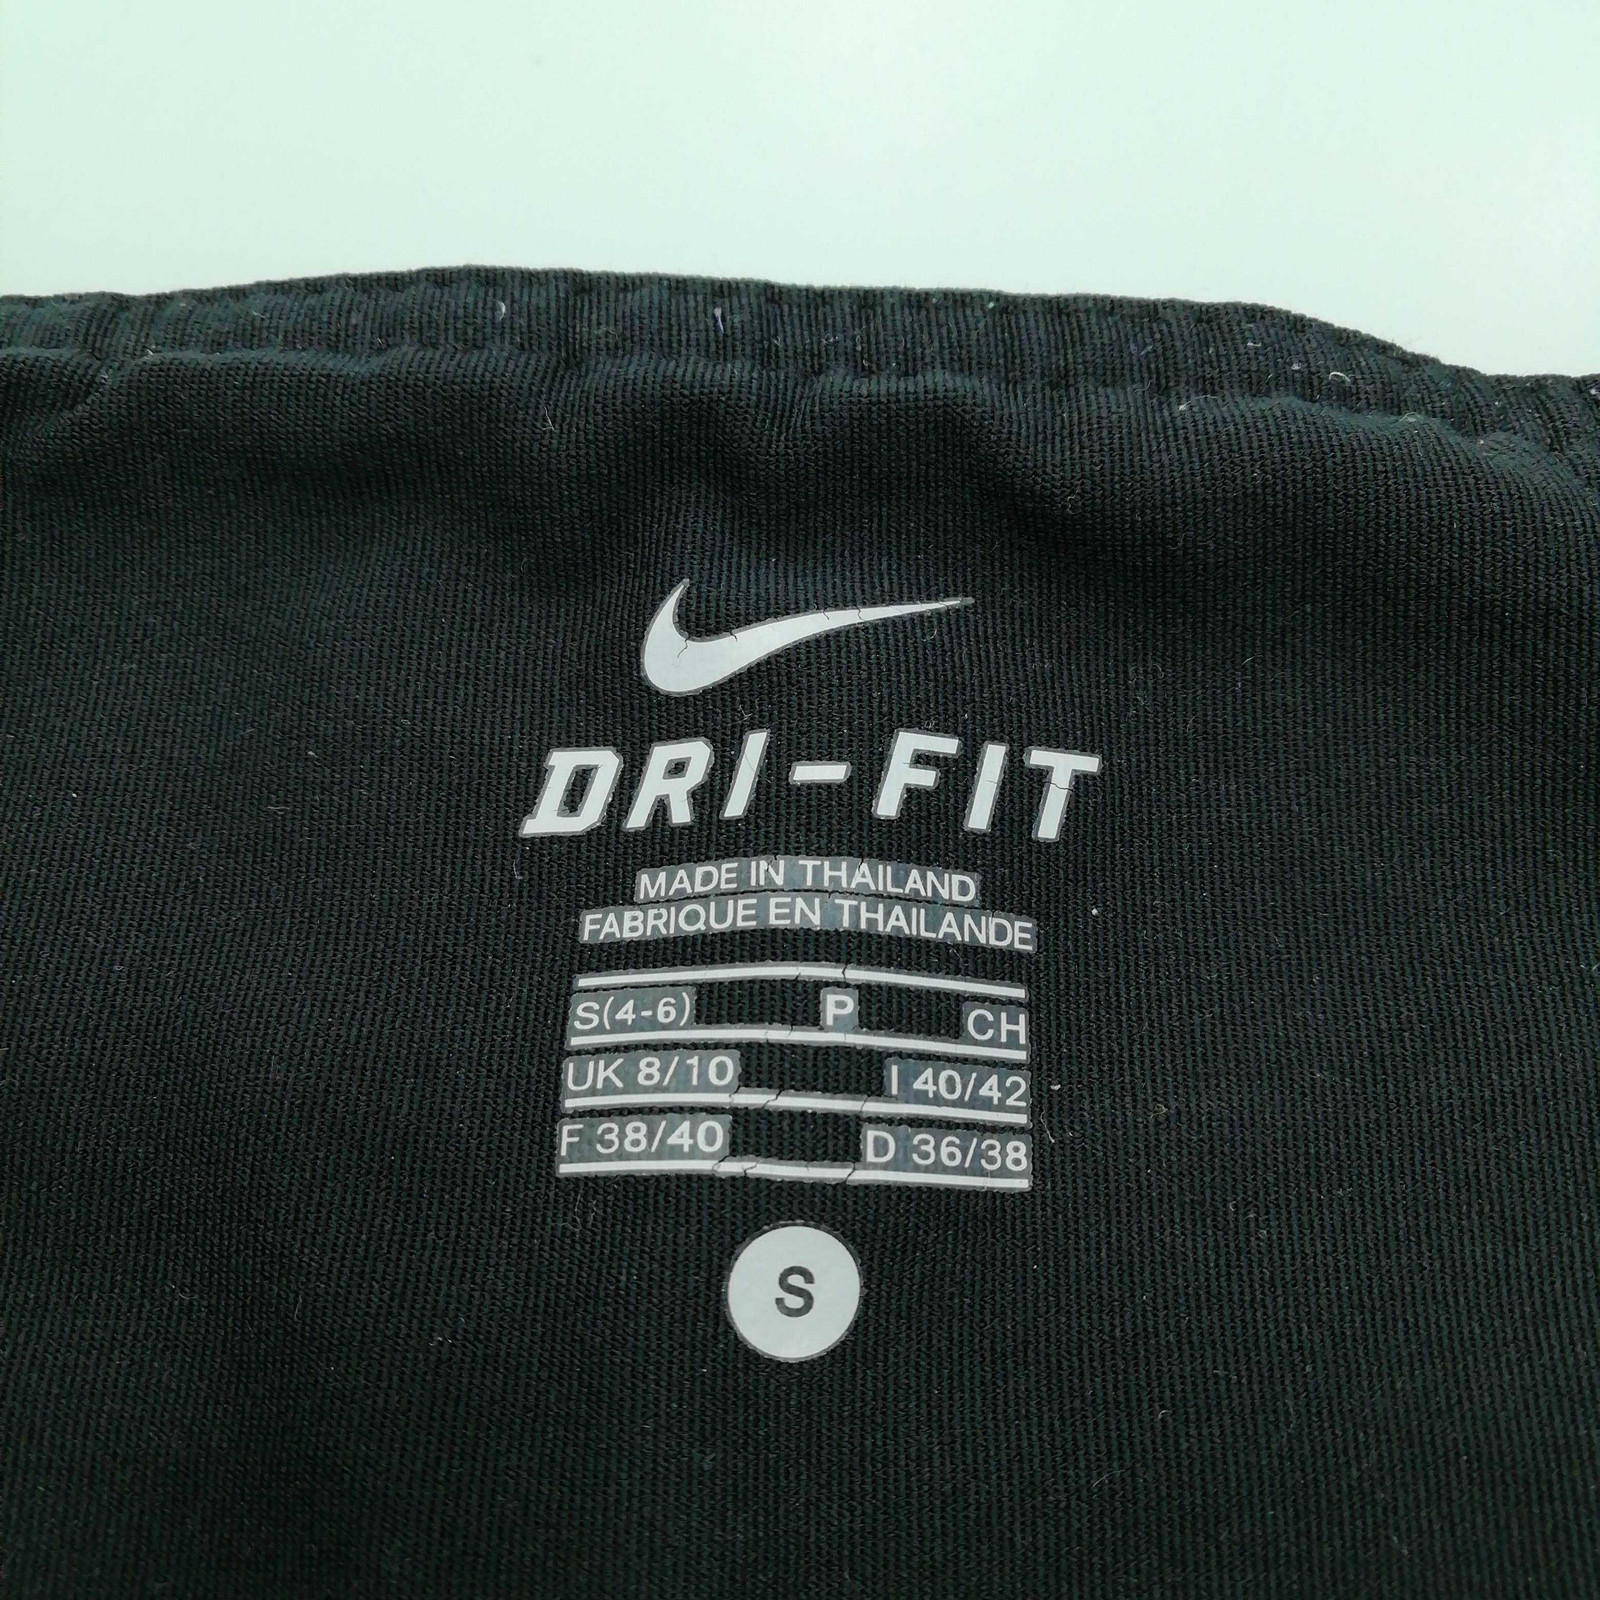 DRI-FIT
MADE IN THAILAND
FABRIQUE EN THAILANDE
S(4-6) P CH
UK 8/10 I 40/42
F 38/40 D 36/38
S